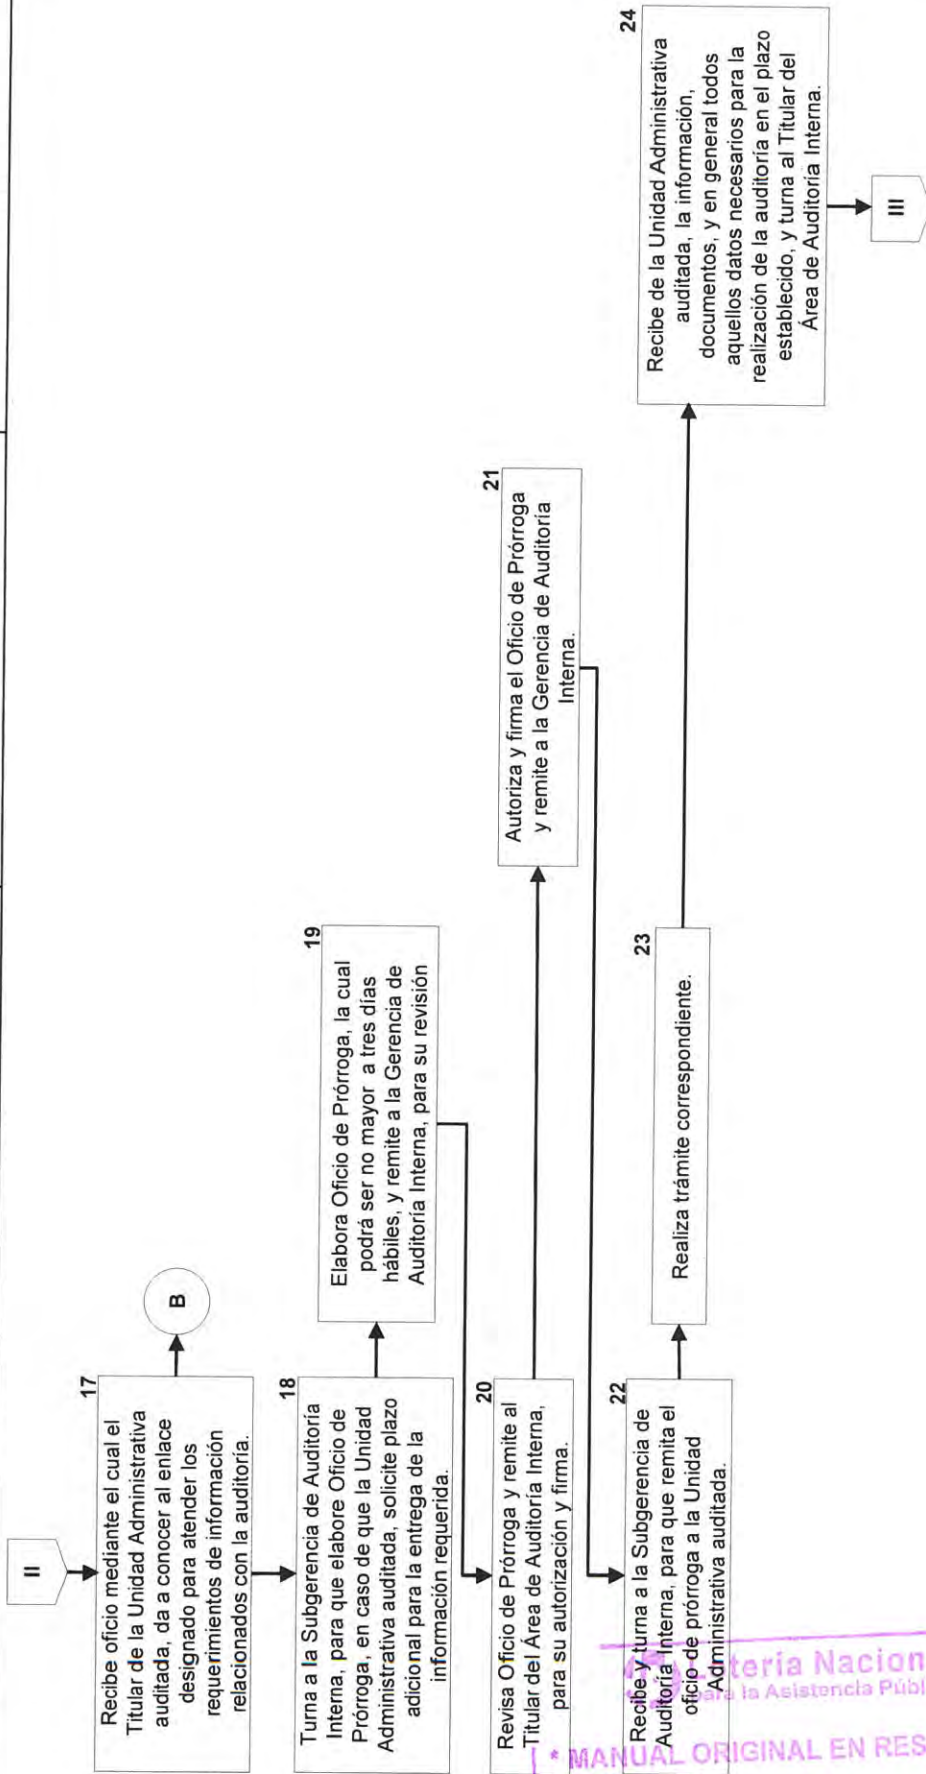 II
17
Recibe oficio mediante el cual el
Titular de la Unidad Administrativa
auditada, da a conocer al enlace
designado para atender los
requerimientos de información
relacionados con la auditoría.
B
18
Turna a la Subgerencia de Auditoría
Interna, para que elabore Oficio de
Prórroga, en caso de que la Unidad
Administrativa auditada, solicite plazo
adicional para la entrega de la
información requerida.
19
Elabora Oficio de Prórroga, la cual
podrá ser no mayor a tres días
hábiles, y remite a la Gerencia de
Auditoría Interna, para su revisión
20
Revisa Oficio de Prórroga y remite al
Titular del Área de Auditoría Interna,
para su autorización y firma.
21
Autoriza y firma el Oficio de Prórroga
y remite a la Gerencia de Auditoría
Interna.
22
Recibe y turna a la Subgerencia de
Auditoría Interna, para que remita el
oficio de prórroga a la Unidad
Administrativa auditada.
23
Realiza trámite correspondiente.
24
Recibe de la Unidad Administrativa
auditada, la información,
documentos, y en general todos
aquellos datos necesarios para la
realización de la auditoría en el plazo
establecido, y turna al Titular del
Área de Auditoría Interna.
III
Lotería Nacion
para la Asistencia Públ
* MANUAL ORIGINAL EN RES